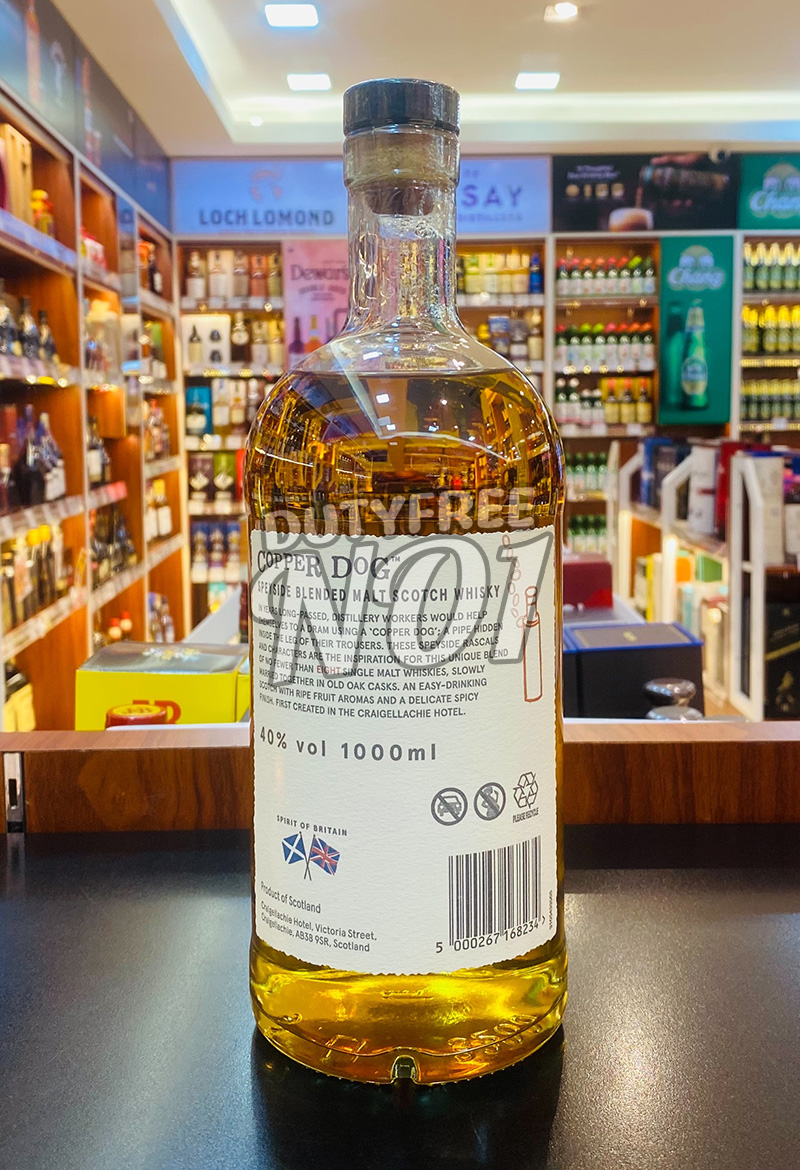 LOCH LOMOND
SAY
Chang
Dewar's
Chang
DUTYFREE
NO1
COPPER DOG™
SPEYSIDE BLENDED MALT SCOTCH WHISKY
IN YEARS LONG-PASSED, DISTILLERY WORKERS WOULD HELP
THEMSELVES TO A DRAM USING A 'COPPER DOG'; A PIPE HIDDEN
INSIDE THE LEG OF THEIR TROUSERS. THESE SPEYSIDE RASCALS
AND CHARACTERS ARE THE INSPIRATION FOR THIS UNIQUE BLEND
OF NO FEWER THAN EIGHT SINGLE MALT WHISKIES, SLOWLY
MARRIED TOGETHER IN OLD OAK CASKS. AN EASY-DRINKING
SCOTCH WITH RIPE FRUIT AROMAS AND A DELICATE SPICY
FINISH. FIRST CREATED IN THE CRAIGELLACHIE HOTEL.
40% vol 1000ml
PLEASE RECYCLE
SPIRIT OF BRITAIN
Product of Scotland
Craigellachie Hotel, Victoria Street,
Craigellachie, AB38 9SR, Scotland
5 000267 168234 >